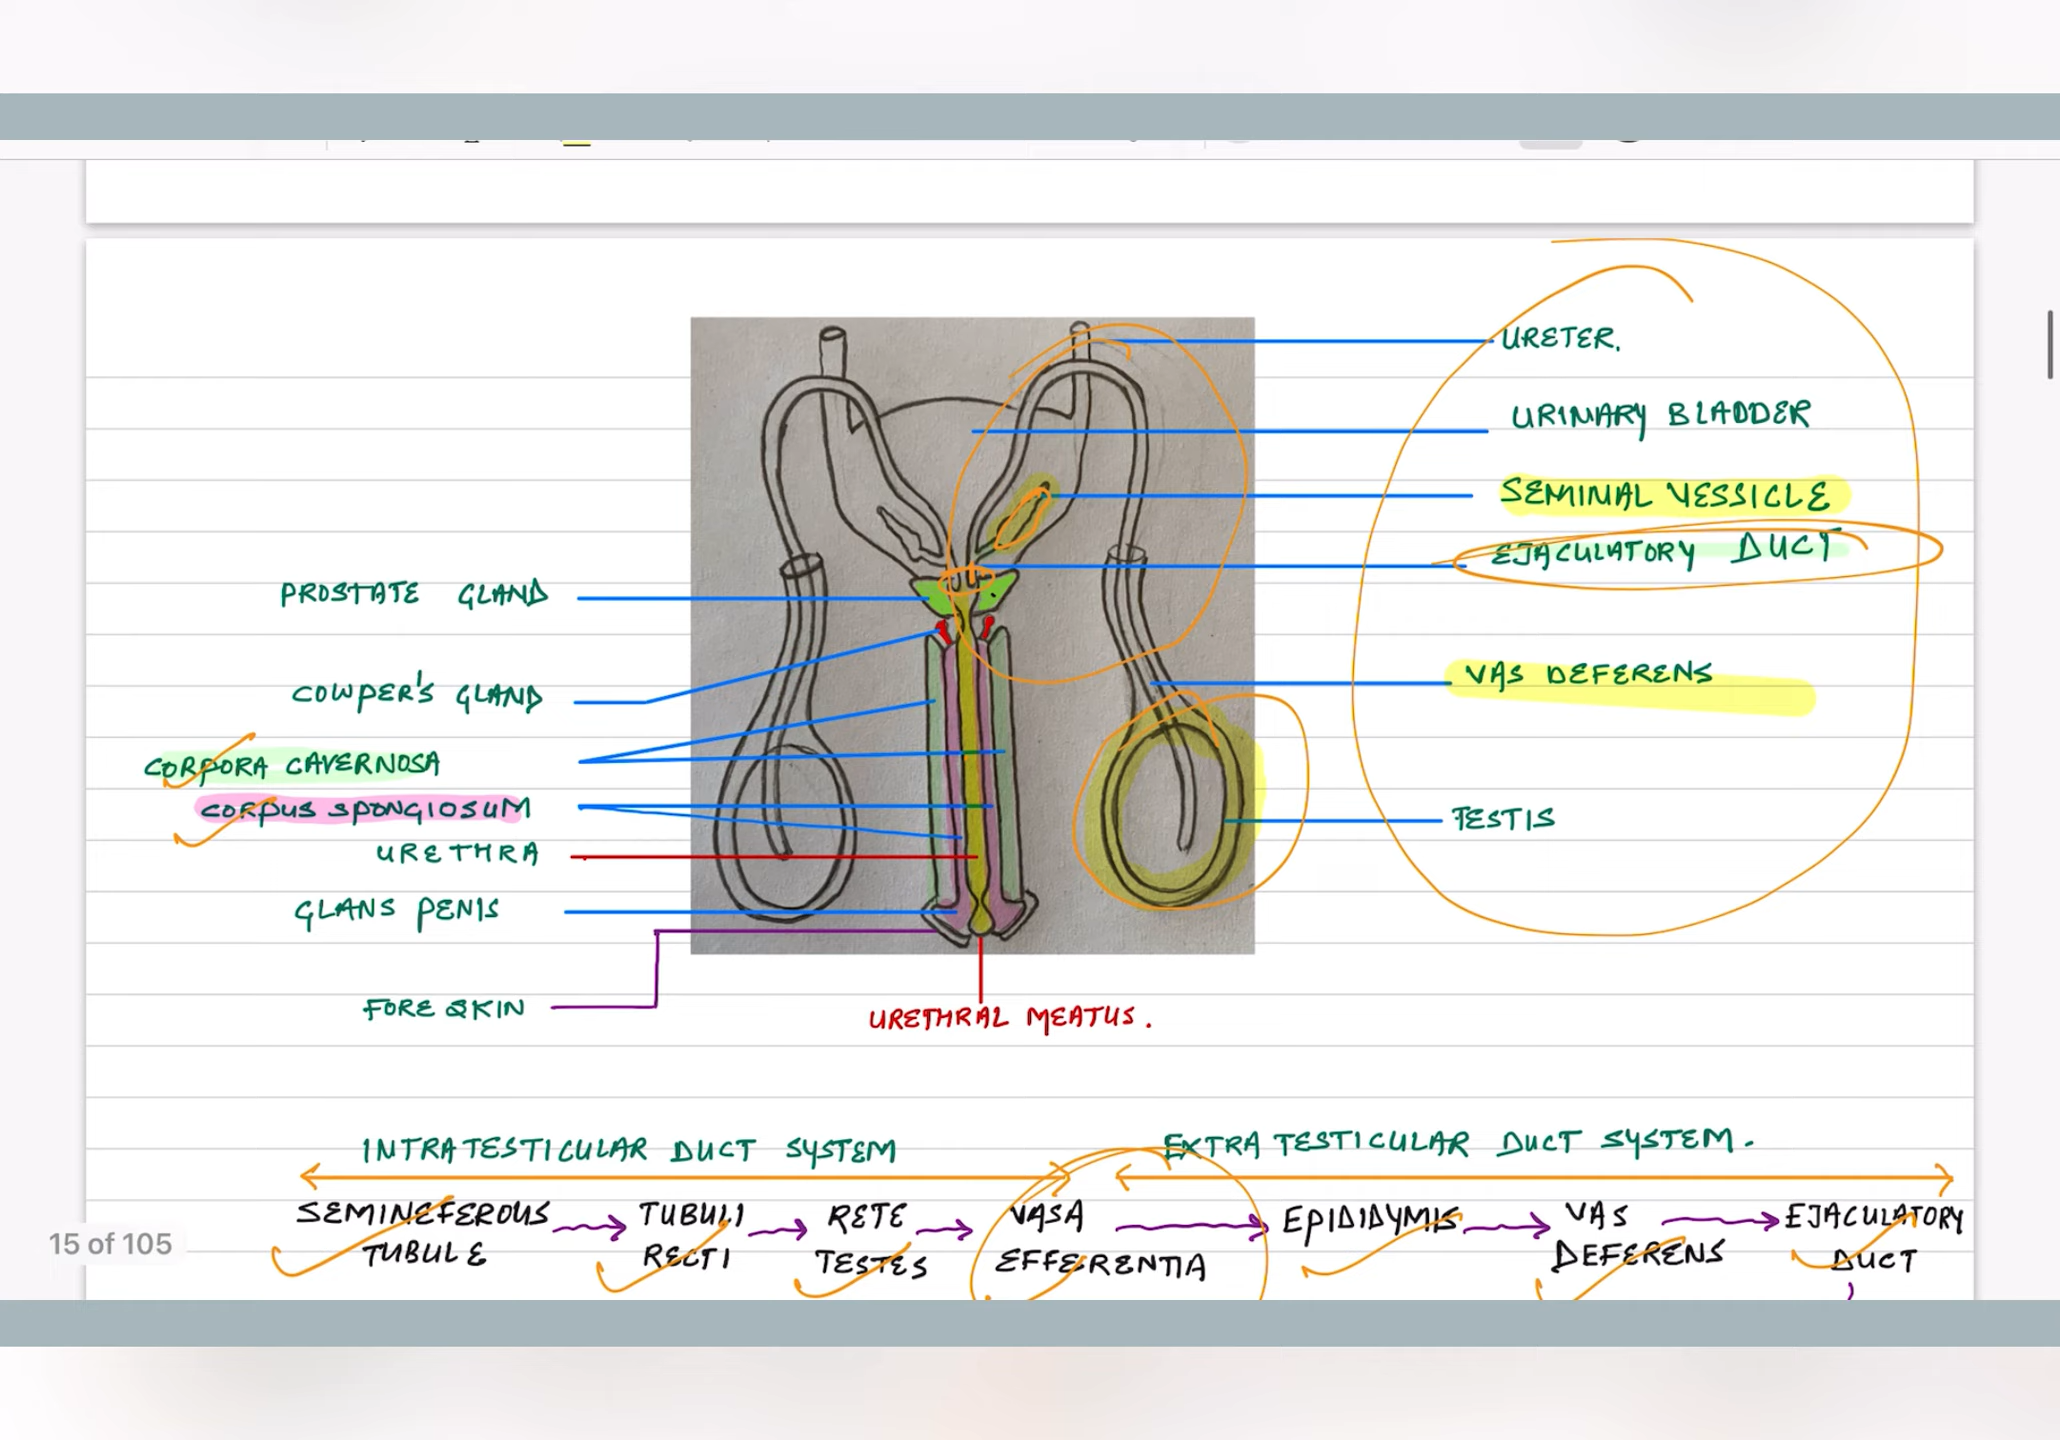 URETER.
URINARY BLADDER
SEMINAL VESSICLE
EJACULATORY DUCT
VAS DEFERENS
TESTIS
PROSTATE GLAND
COWPER'S GLAND
CORPORA CAVERNOSA
CORPUS SPONGIOSUM
URETHRA
GLANS PENIS
FORE SKIN
URETHRAL MEATUS.
INTRATESTICULAR DUCT SYSTEM
EXTRA TESTICULAR DUCT SYSTEM.
SEMINEFEROUS TUBULE
TUBULI RECTI
RETE TESTES
VASA EFFERENTIA
EPIDIDYMIS
VAS DEFERENS
EJACULATORY DUCT
15 of 105